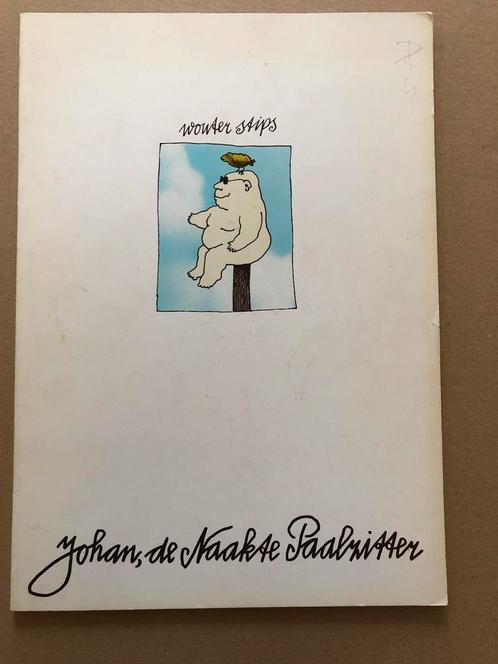 wouter stips
Johan, de Naakte Paalzitter